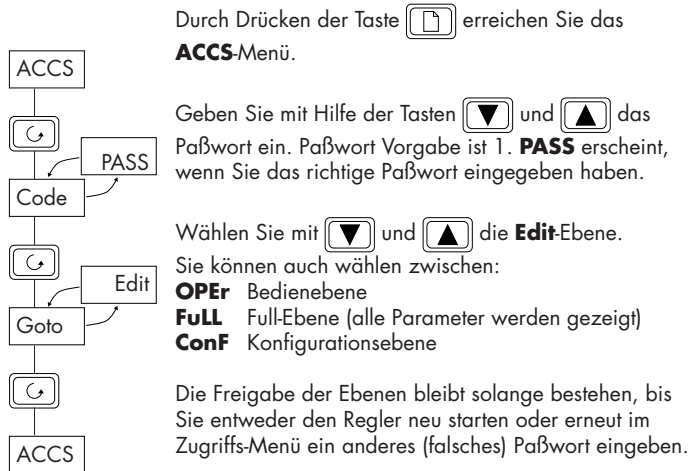 Durch Drücken der Taste erreichen Sie das
ACCS-Menü.
ACCS
Geben Sie mit Hilfe der Tasten ▼ und ▲ das
Paßwort ein. Paßwort Vorgabe ist 1. PASS erscheint,
wenn Sie das richtige Paßwort eingegeben haben.
PASS
Code
Wählen Sie mit ▼ und ▲ die Edit-Ebene.
Sie können auch wählen zwischen:
OPEr Bedienebene
FuLL Full-Ebene (alle Parameter werden gezeigt)
ConF Konfigurationsebene
Edit
Goto
Die Freigabe der Ebenen bleibt solange bestehen, bis
Sie entweder den Regler neu starten oder erneut im
Zugriffs-Menü ein anderes (falsches) Paßwort eingeben.
ACCS